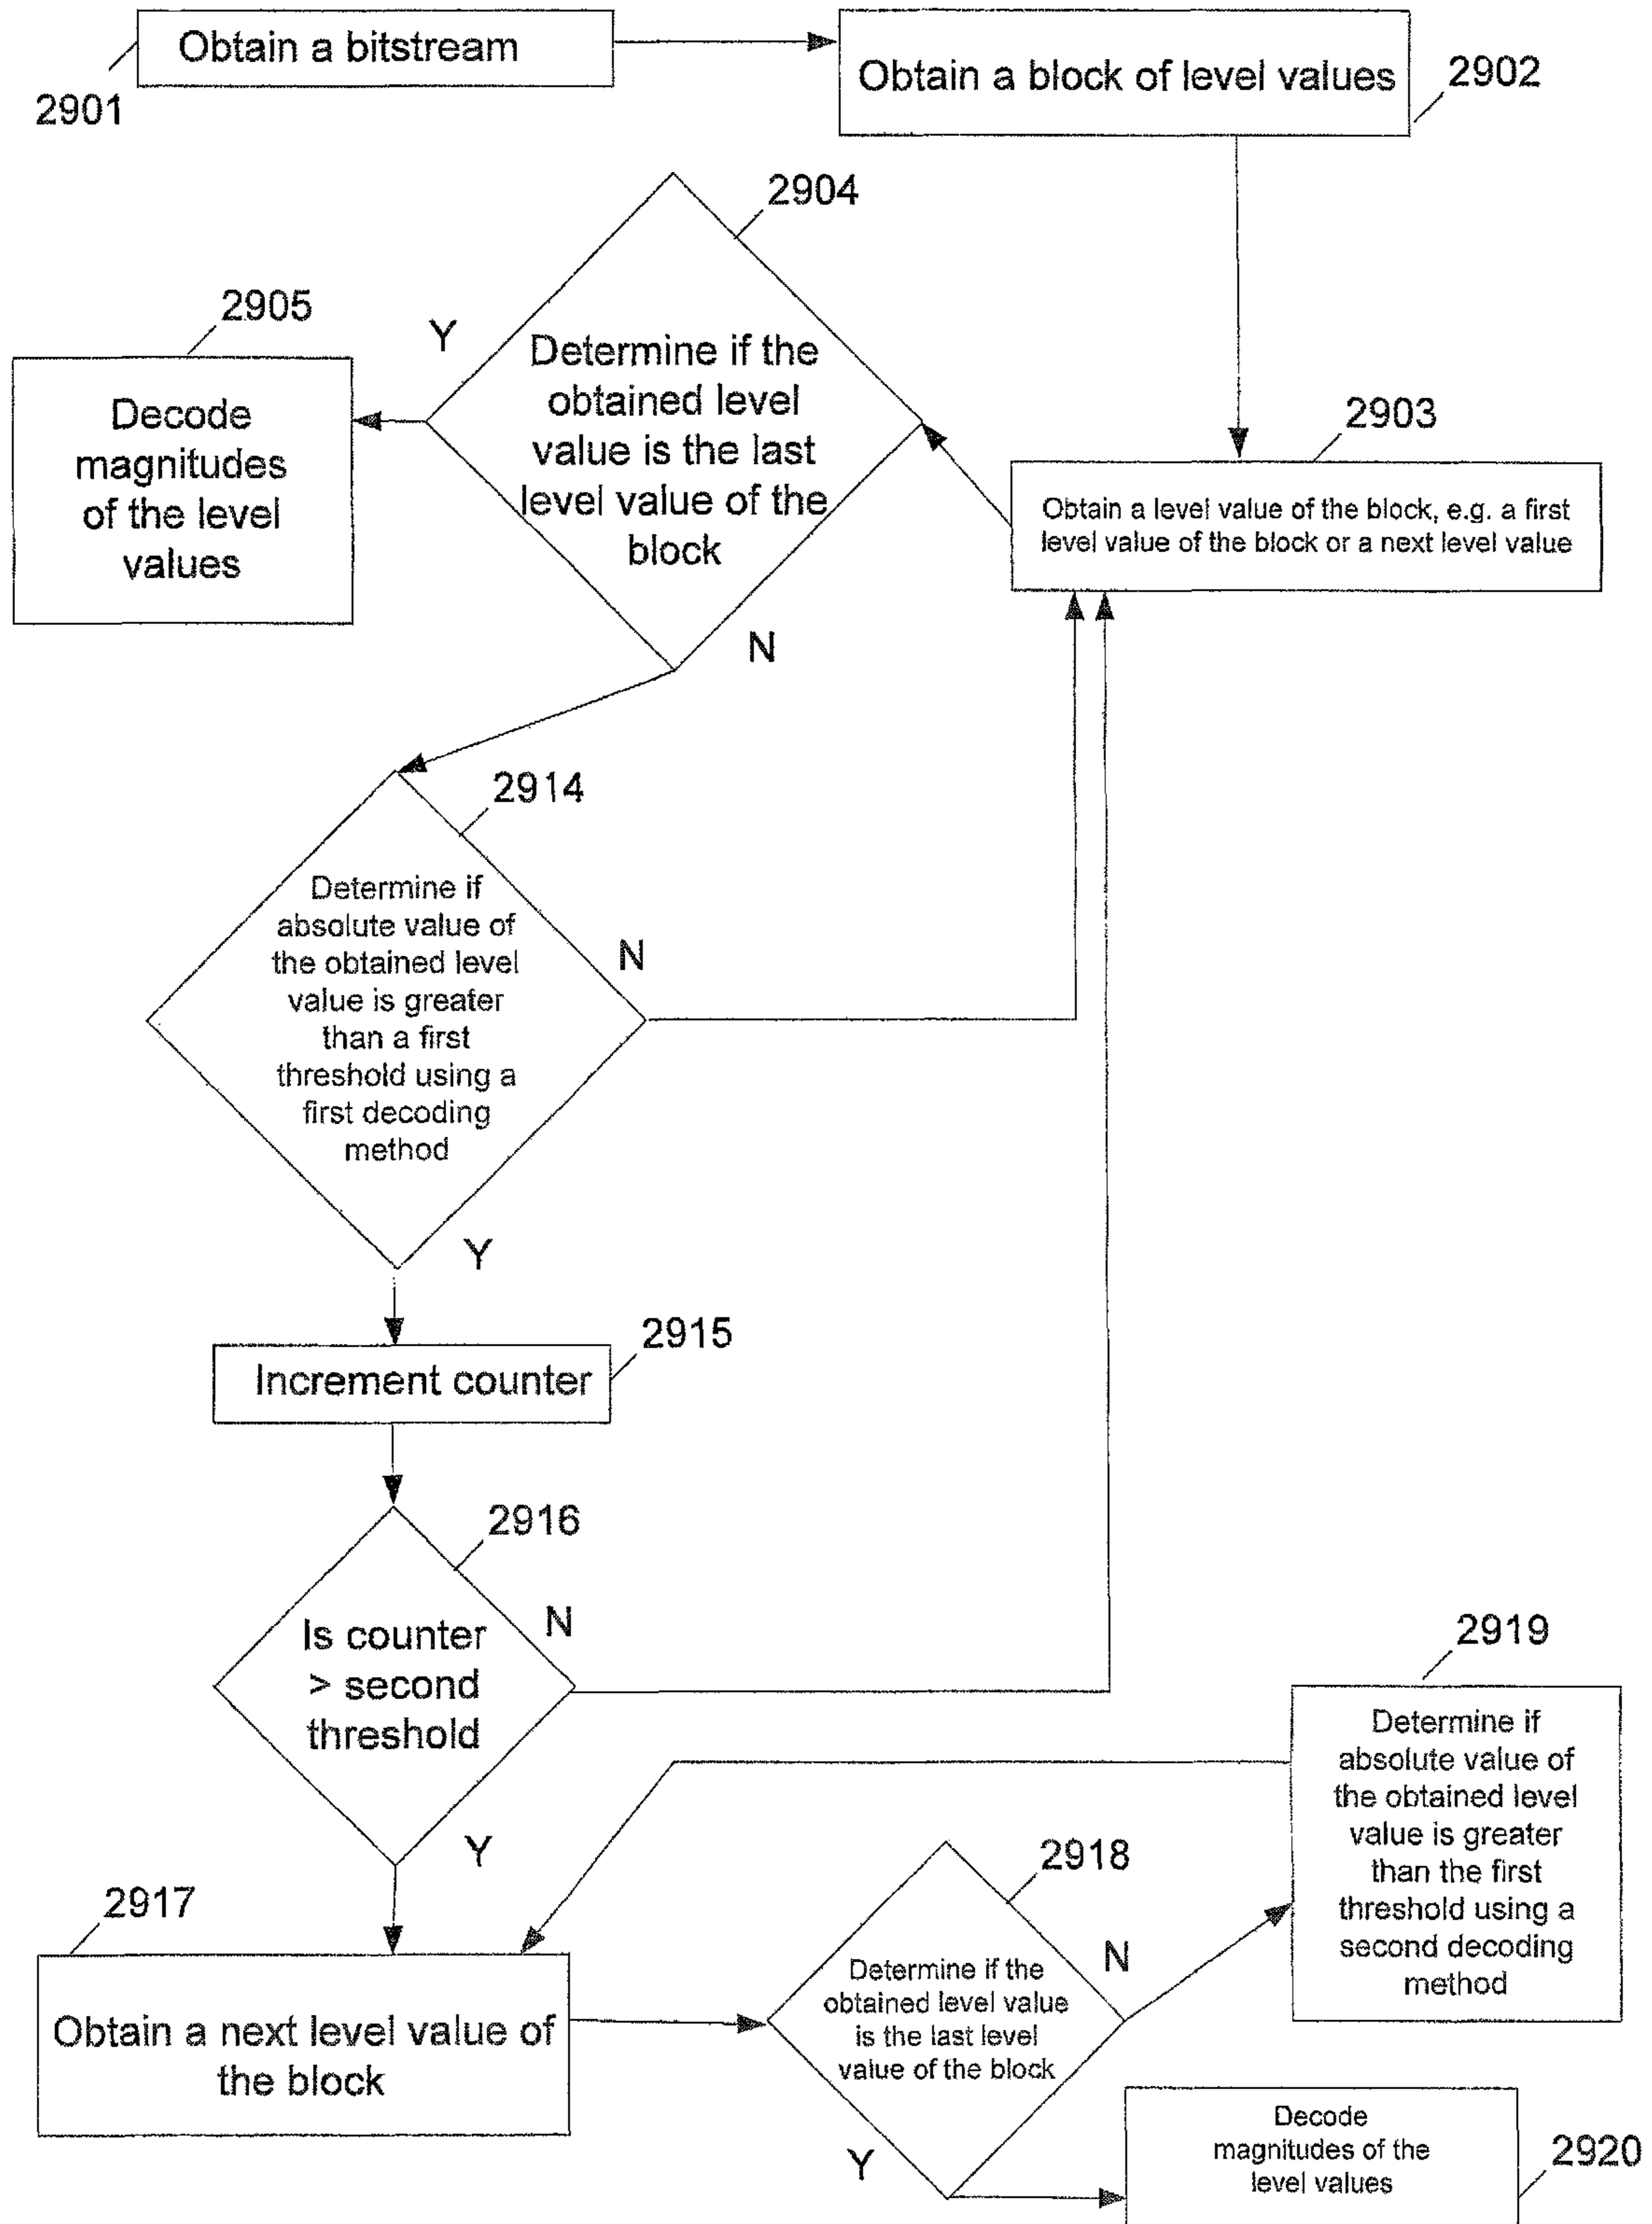 Obtain a bitstream
2901
Obtain a block of level values
2902
2904
Determine if the
obtained level
value is the last
level value of the
block
Y
N
2905
Decode
magnitudes
of the level
values
2903
Obtain a level value of the block, e.g. a first
level value of the block or a next level value
2914
Determine if
absolute value of
the obtained level
value is greater
than a first
threshold using a
first decoding
method
N
Y
2915
Increment counter
2916
Is counter
> second
threshold
N
Y
2919
Determine if
absolute value of
the obtained level
value is greater
than the first
threshold using a
second decoding
method
2917
Obtain a next level value of
the block
2918
Determine if the
obtained level value
is the last level
value of the block
N
Y
Decode
magnitudes of the
level values
2920